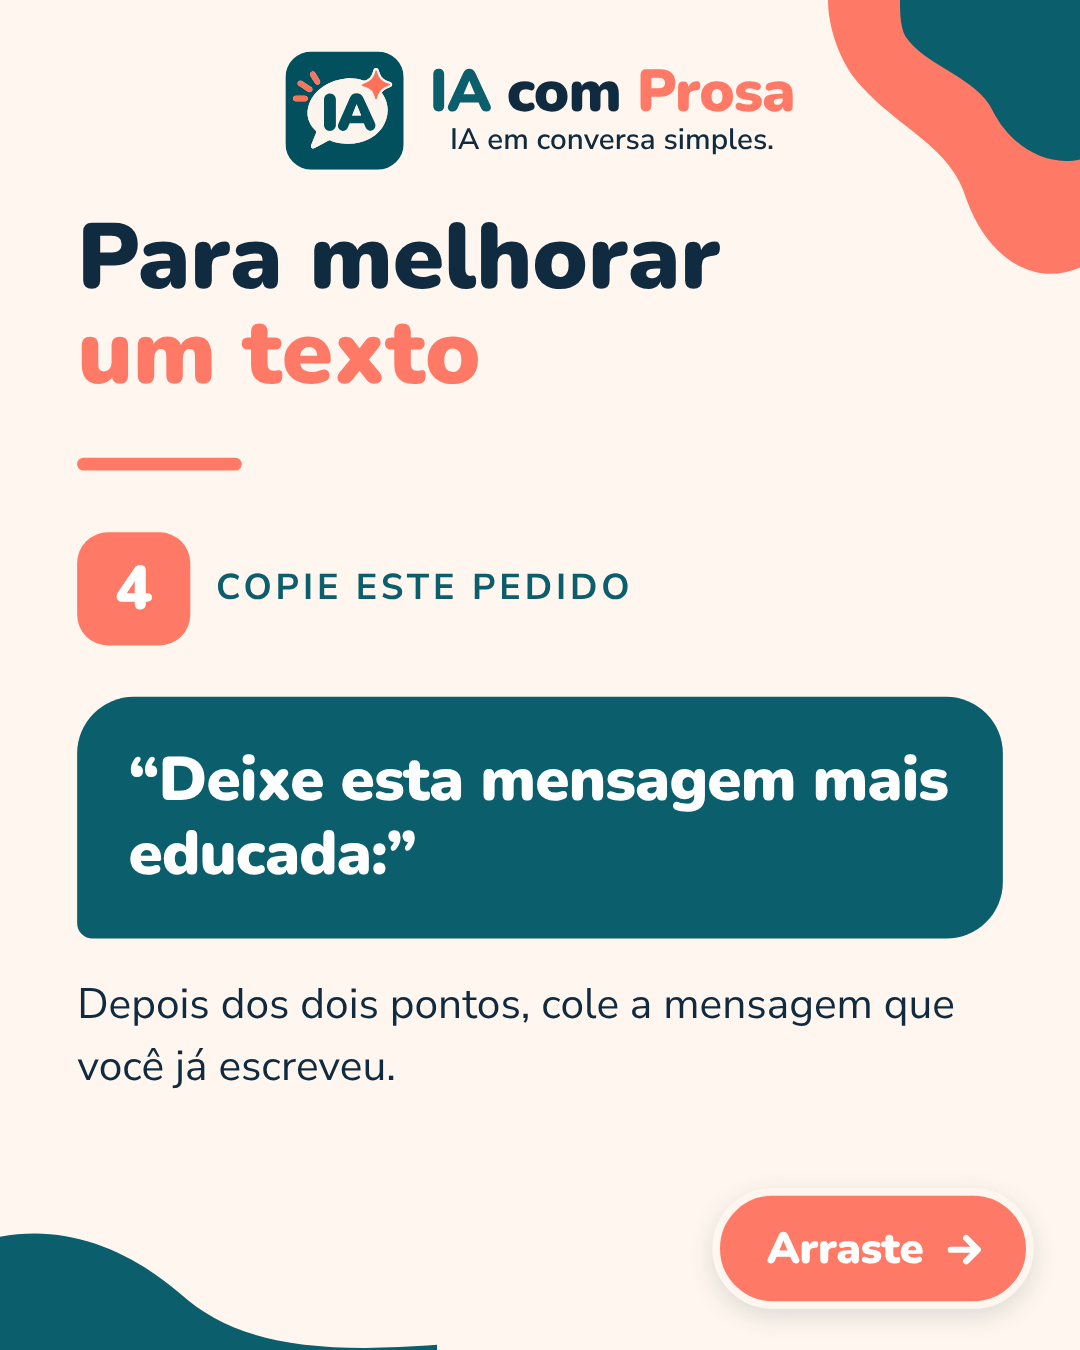 IA
IA com Prosa
IA em conversa simples.
Para melhorar
um texto
4
COPIE ESTE PEDIDO
“Deixe esta mensagem mais
educada:”
Depois dos dois pontos, cole a mensagem que
você já escreveu.
Arraste →